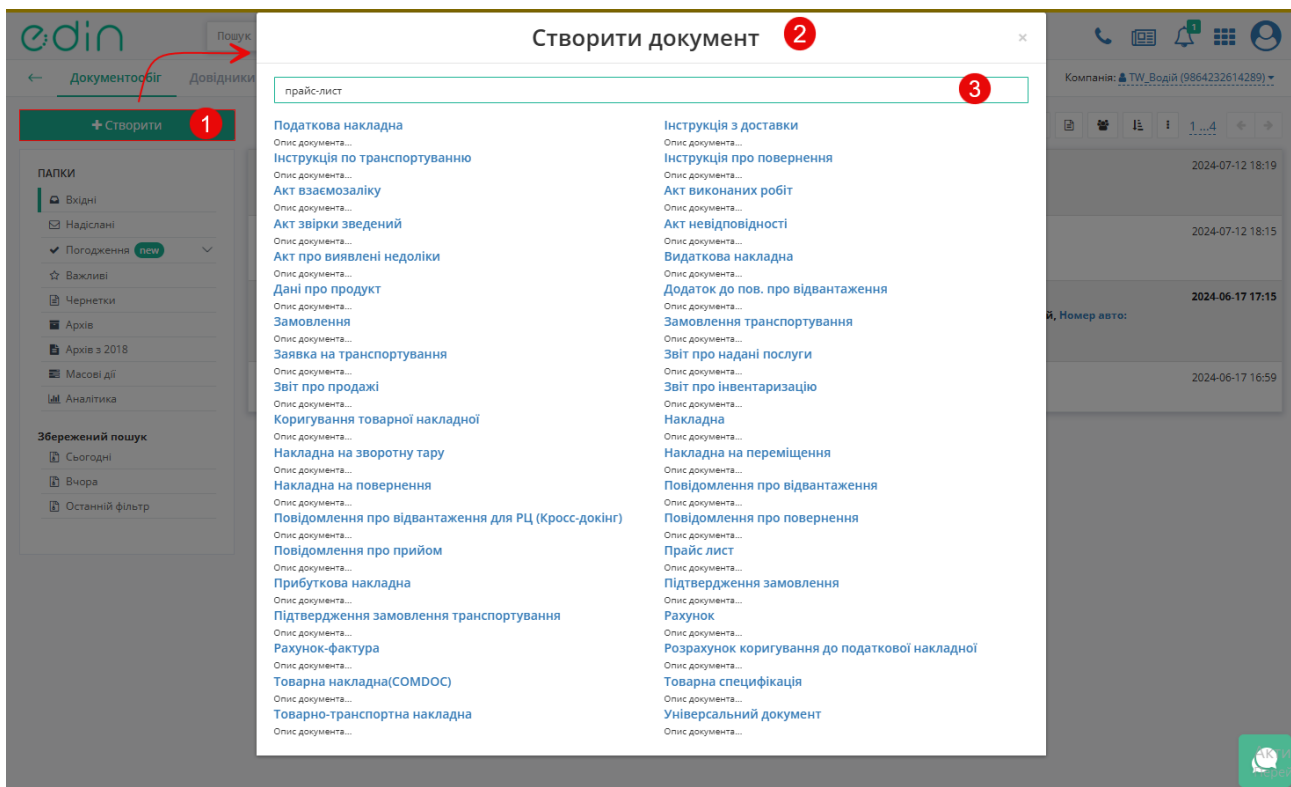 edin
Пошук
Створити документ
2
×
1
← Документообіг Довідники
Компанія: TW_Водій (9864232614289)
прайс-лист
3
+ Створити
1
1 ...4
ПАПКИ
Вхідні
Надіслані
Погодження new
Важливі
Чернетки
Архів
Архів з 2018
Масові дії
Аналітика
Збережений пошук
Сьогодні
Вчора
Останній фільтр
Податкова накладна Інструкція з доставки
Опис документа... Опис документа...
Інструкція по транспортуванню Інструкція про повернення
Опис документа... Опис документа...
Акт взаємозаліку Акт виконаних робіт
Опис документа... Опис документа...
Акт звірки зведений Акт невідповідності
Опис документа... Опис документа...
Акт про виявлені недоліки Видаткова накладна
Опис документа... Опис документа...
Дані про продукт Додаток до пов. про відвантаження
Опис документа... Опис документа...
Замовлення Замовлення транспортування
Опис документа... Опис документа...
Заявка на транспортування Звіт про надані послуги
Опис документа... Опис документа...
Звіт про продажі Звіт про інвентаризацію
Опис документа... Опис документа...
Коригування товарної накладної Накладна
Опис документа... Опис документа...
Накладна на зворотну тару Накладна на переміщення
Опис документа... Опис документа...
Накладна на повернення Повідомлення про відвантаження
Опис документа... Опис документа...
Повідомлення про відвантаження для РЦ (Кросс-докінг) Повідомлення про повернення
Опис документа... Опис документа...
Повідомлення про прийом Прайс лист
Опис документа... Опис документа...
Прибуткова накладна Підтвердження замовлення
Опис документа... Опис документа...
Підтвердження замовлення транспортування Рахунок
Опис документа... Опис документа...
Рахунок-фактура Розрахунок коригування до податкової накладної
Опис документа... Опис документа...
Товарна накладна(COMDOC) Товарна специфікація
Опис документа... Опис документа...
Товарно-транспортна накладна Універсальний документ
Опис документа... Опис документа...
2024-07-12 18:19
2024-07-12 18:15
2024-06-17 17:15
й, Номер авто:
2024-06-17 16:59